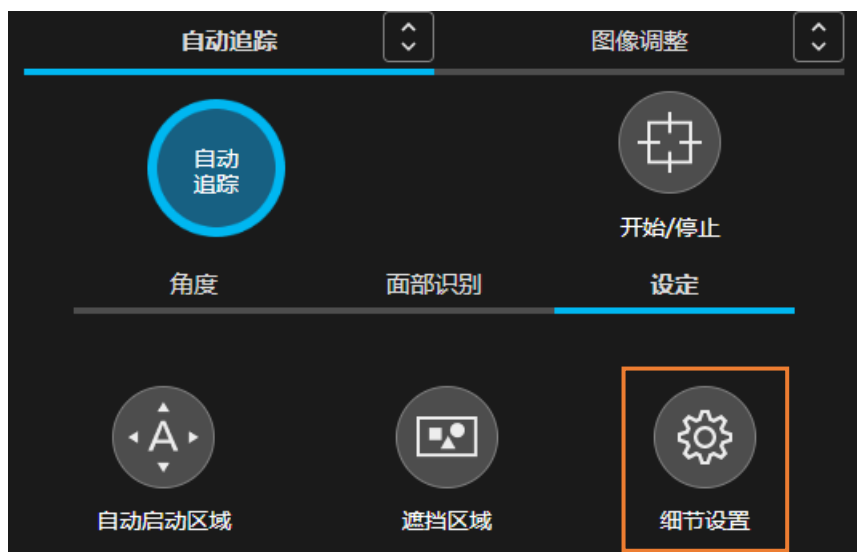 自动追踪
图像调整
自动
追踪
开始/停止
角度
面部识别
设定
A
自动启动区域
遮挡区域
细节设置